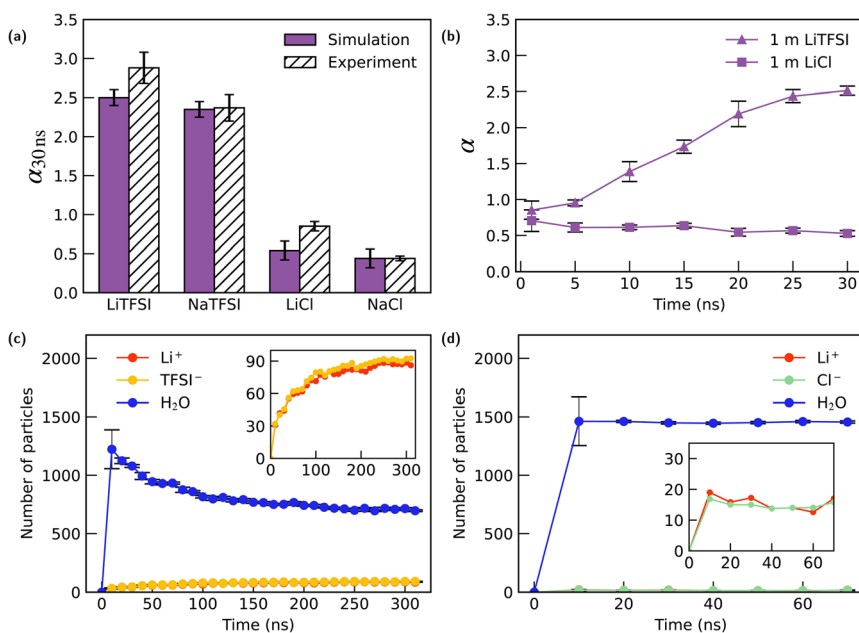 (a)
3.5
3.0
2.5
2.0
1.5
1.0
0.5
0.0
α30 ns
Simulation
Experiment
LiTFSI
NaTFSI
LiCl
NaCl
(b)
3.5
3.0
2.5
2.0
1.5
1.0
0.5
0.0
α
1 m LiTFSI
1 m LiCl
0
5
10
15
20
25
30
Time (ns)
(c)
2000
1500
1000
500
0
Number of particles
Li⁺
TFSI⁻
H₂O
90
60
30
0
0
100
200
300
0
50
100
150
200
250
300
Time (ns)
(d)
2000
1500
1000
500
0
Number of particles
Li⁺
Cl⁻
H₂O
30
20
10
0
0
20
40
60
0
20
40
60
Time (ns)